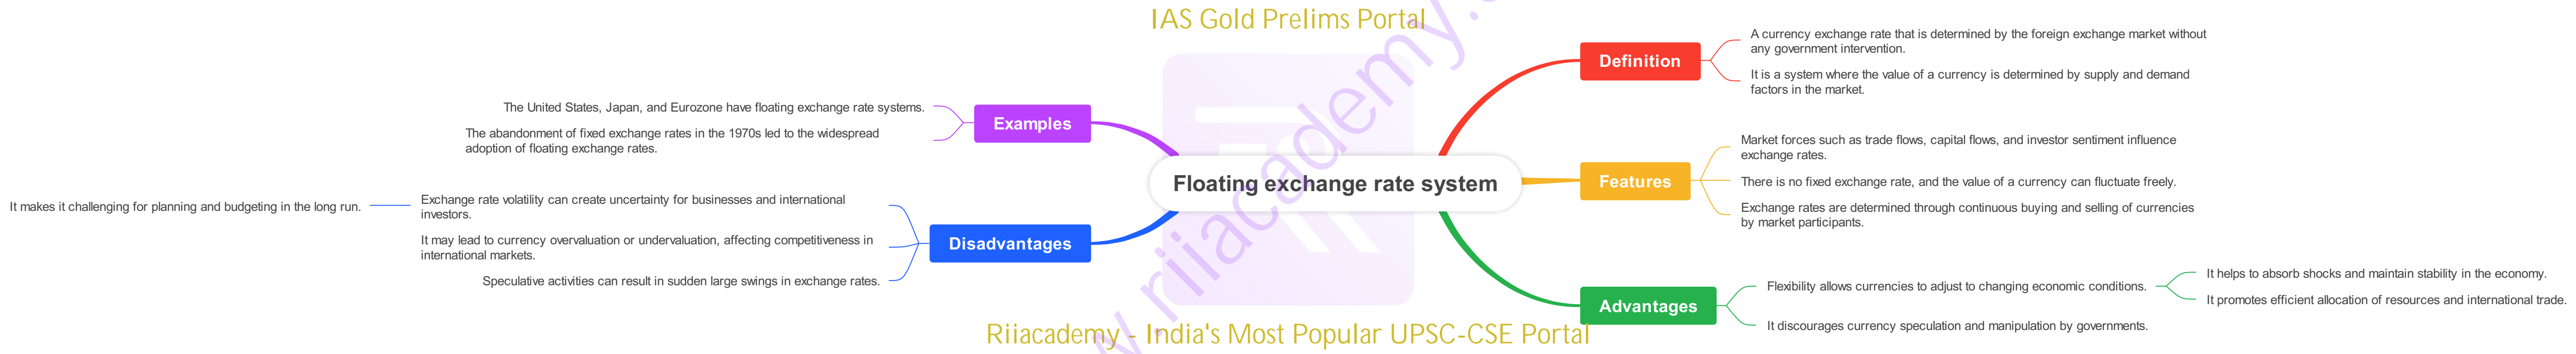 IAS Gold Prelims Portal
Floating exchange rate system
Definition
A currency exchange rate that is determined by the foreign exchange market without
any government intervention.
It is a system where the value of a currency is determined by supply and demand
factors in the market.
Features
Market forces such as trade flows, capital flows, and investor sentiment influence
exchange rates.
There is no fixed exchange rate, and the value of a currency can fluctuate freely.
Exchange rates are determined through continuous buying and selling of currencies
by market participants.
Advantages
Flexibility allows currencies to adjust to changing economic conditions.
It helps to absorb shocks and maintain stability in the economy.
It promotes efficient allocation of resources and international trade.
It discourages currency speculation and manipulation by governments.
Examples
The United States, Japan, and Eurozone have floating exchange rate systems.
The abandonment of fixed exchange rates in the 1970s led to the widespread
adoption of floating exchange rates.
Disadvantages
Exchange rate volatility can create uncertainty for businesses and international
investors.
It makes it challenging for planning and budgeting in the long run.
It may lead to currency overvaluation or undervaluation, affecting competitiveness in
international markets.
Speculative activities can result in sudden large swings in exchange rates.
Riiacademy - India's Most Popular UPSC-CSE Portal
riiacademy.